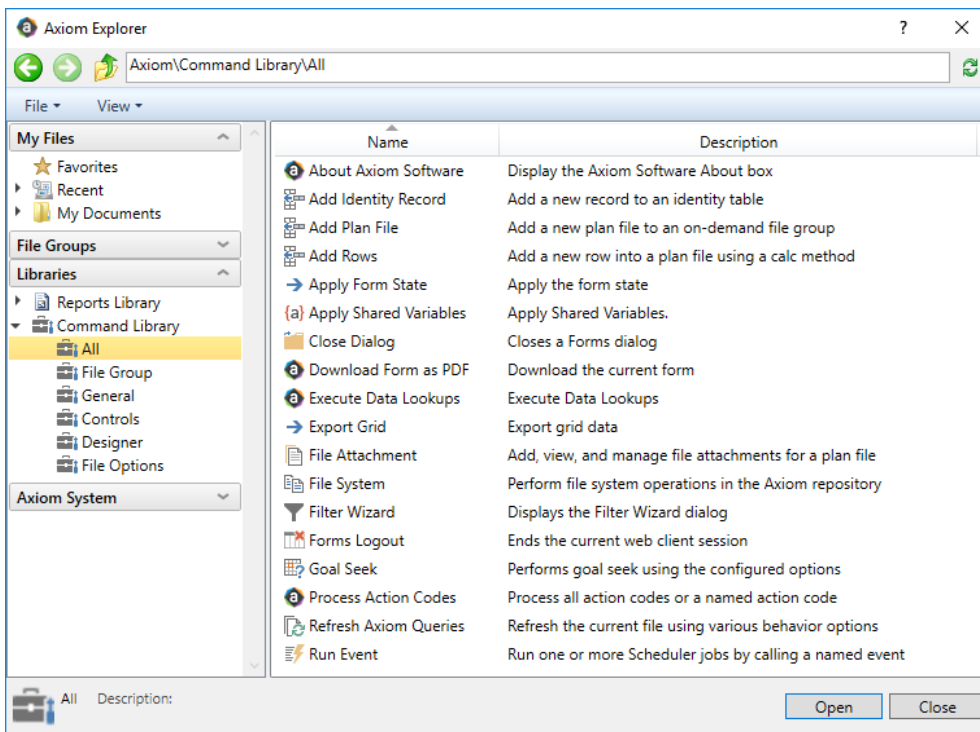 Axiom Explorer
?
Axiom\Command Library\All
File
View
My Files
Favorites
Recent
My Documents
File Groups
Libraries
Reports Library
Command Library
All
File Group
General
Controls
Designer
File Options
Axiom System
Name Description
About Axiom Software Display the Axiom Software About box
Add Identity Record Add a new record to an identity table
Add Plan File Add a new plan file to an on-demand file group
Add Rows Add a new row into a plan file using a calc method
Apply Form State Apply the form state
{a} Apply Shared Variables Apply Shared Variables.
Close Dialog Closes a Forms dialog
Download Form as PDF Download the current form
Execute Data Lookups Execute Data Lookups
Export Grid Export grid data
File Attachment Add, view, and manage file attachments for a plan file
File System Perform file system operations in the Axiom repository
Filter Wizard Displays the Filter Wizard dialog
Forms Logout Ends the current web client session
Goal Seek Performs goal seek using the configured options
Process Action Codes Process all action codes or a named action code
Refresh Axiom Queries Refresh the current file using various behavior options
Run Event Run one or more Scheduler jobs by calling a named event
All Description:
Open
Close